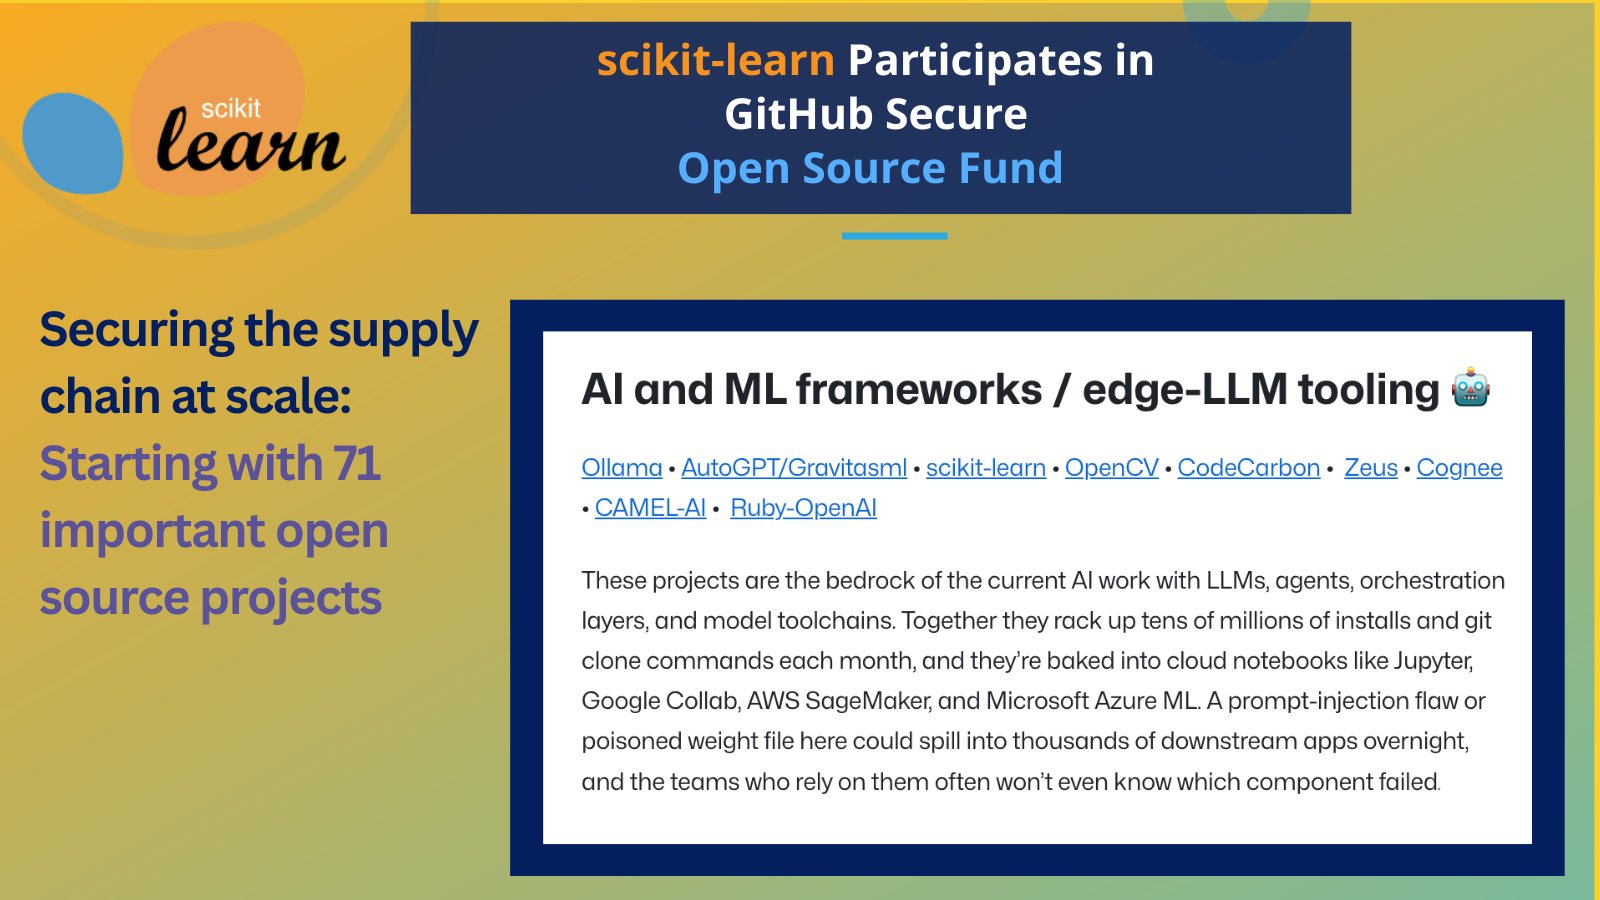 scikit
learn
scikit-learn Participates in
GitHub Secure
Open Source Fund
Securing the supply
chain at scale:
Starting with 71
important open
source projects
AI and ML frameworks / edge-LLM tooling 🤖
Ollama • AutoGPT/Gravitasml • scikit-learn • OpenCV • CodeCarbon • Zeus • Cognee
• CAMEL-AI • Ruby-OpenAI
These projects are the bedrock of the current AI work with LLMs, agents, orchestration
layers, and model toolchains. Together they rack up tens of millions of installs and git
clone commands each month, and they’re baked into cloud notebooks like Jupyter,
Google Collab, AWS SageMaker, and Microsoft Azure ML. A prompt-injection flaw or
poisoned weight file here could spill into thousands of downstream apps overnight,
and the teams who rely on them often won’t even know which component failed.